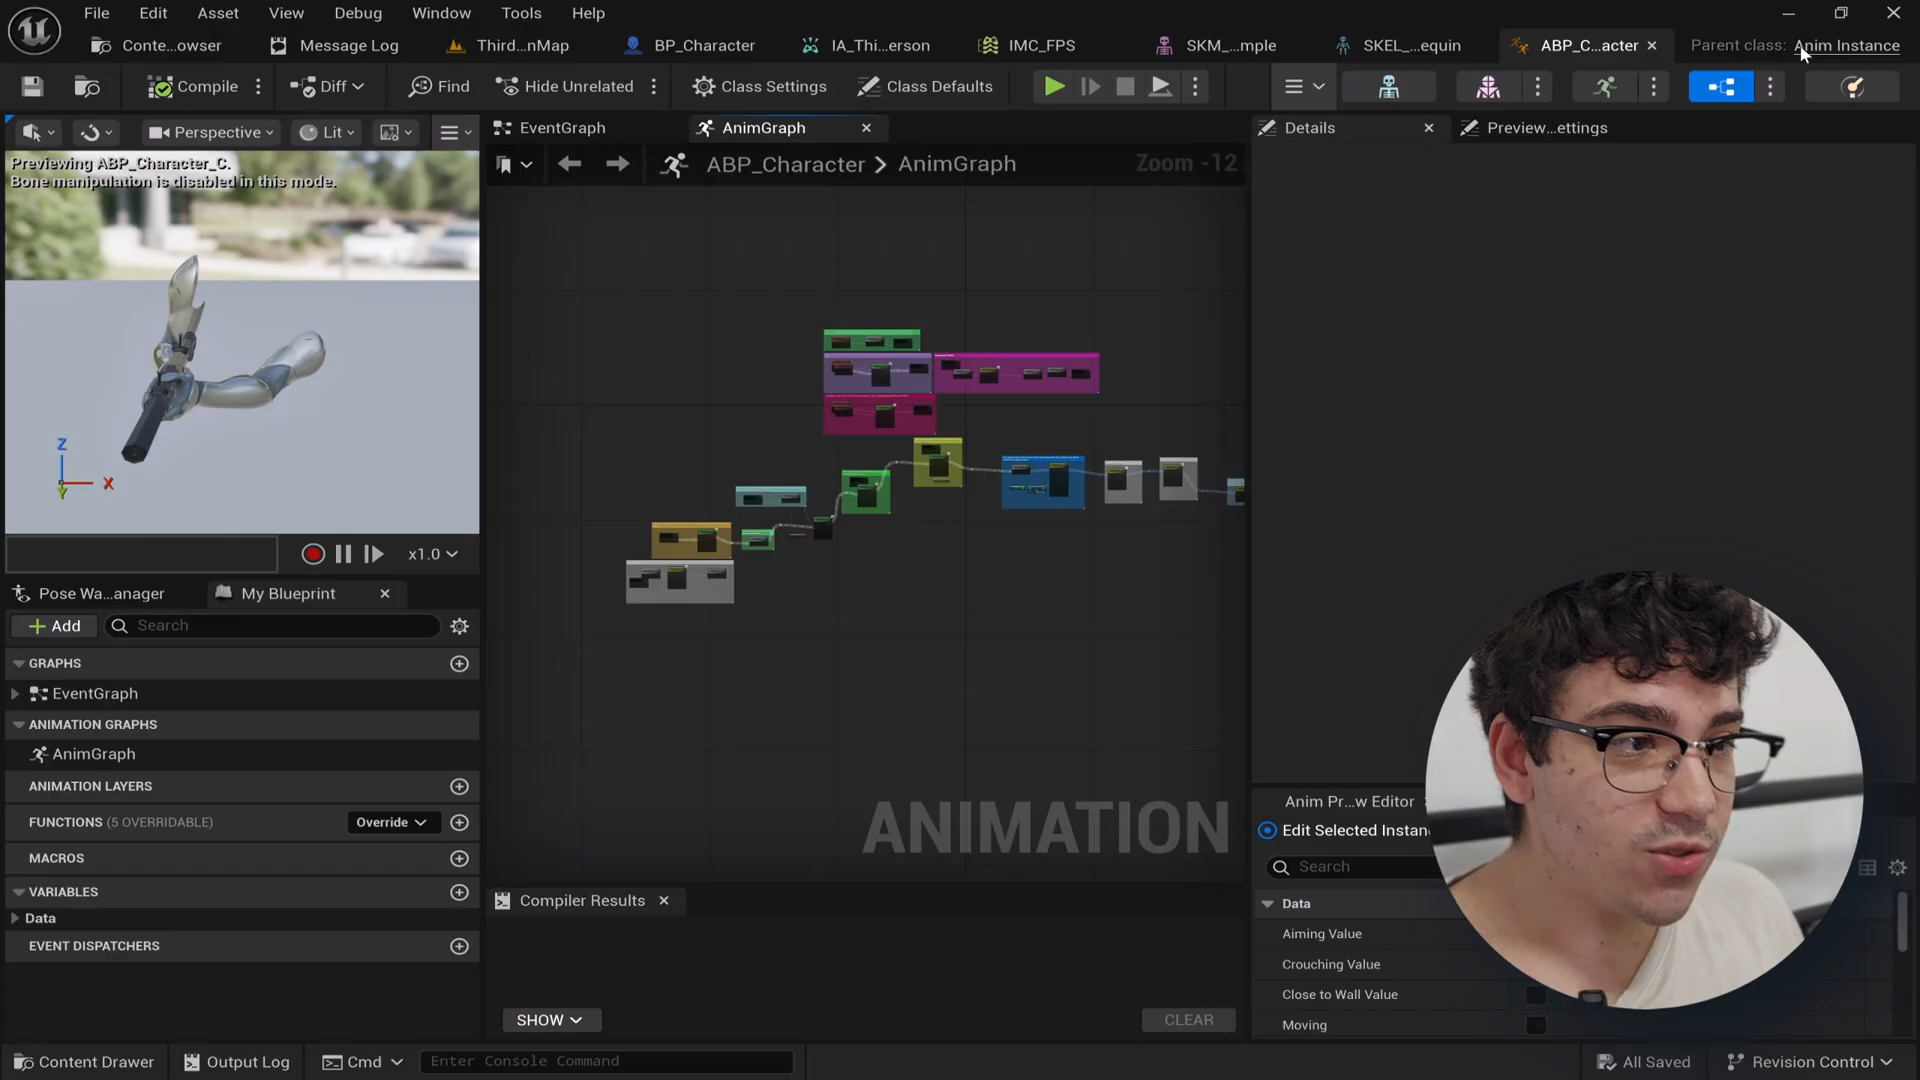 File Edit Asset View Debug Window Tools Help
Conte...owser Message Log Third...nMap BP_Character IA_Thi...erson IMC_FPS SKM_...mple SKEL_...equin ABP_C...acter Parent class: Anim Instance
Compile Diff Find Hide Unrelated Class Settings Class Defaults
Perspective Lit EventGraph AnimGraph Details Preview...ettings
Previewing ABP_Character_C.
Bone manipulation is disabled in this mode.
ABP_Character > AnimGraph Zoom -12
Z
X
Y
x1.0
Pose Wa...anager My Blueprint
Add Search
GRAPHS
EventGraph
ANIMATION GRAPHS
AnimGraph
ANIMATION LAYERS
FUNCTIONS (5 OVERRIDABLE) Override
MACROS
VARIABLES
Data
EVENT DISPATCHERS
ANIMATION
Compiler Results
SHOW CLEAR
Anim Pr...w Editor
Edit Selected Instan
Search
Data
Aiming Value
Crouching Value
Close to Wall Value
Moving
Content Drawer Output Log Cmd Enter Console Command All Saved Revision Control